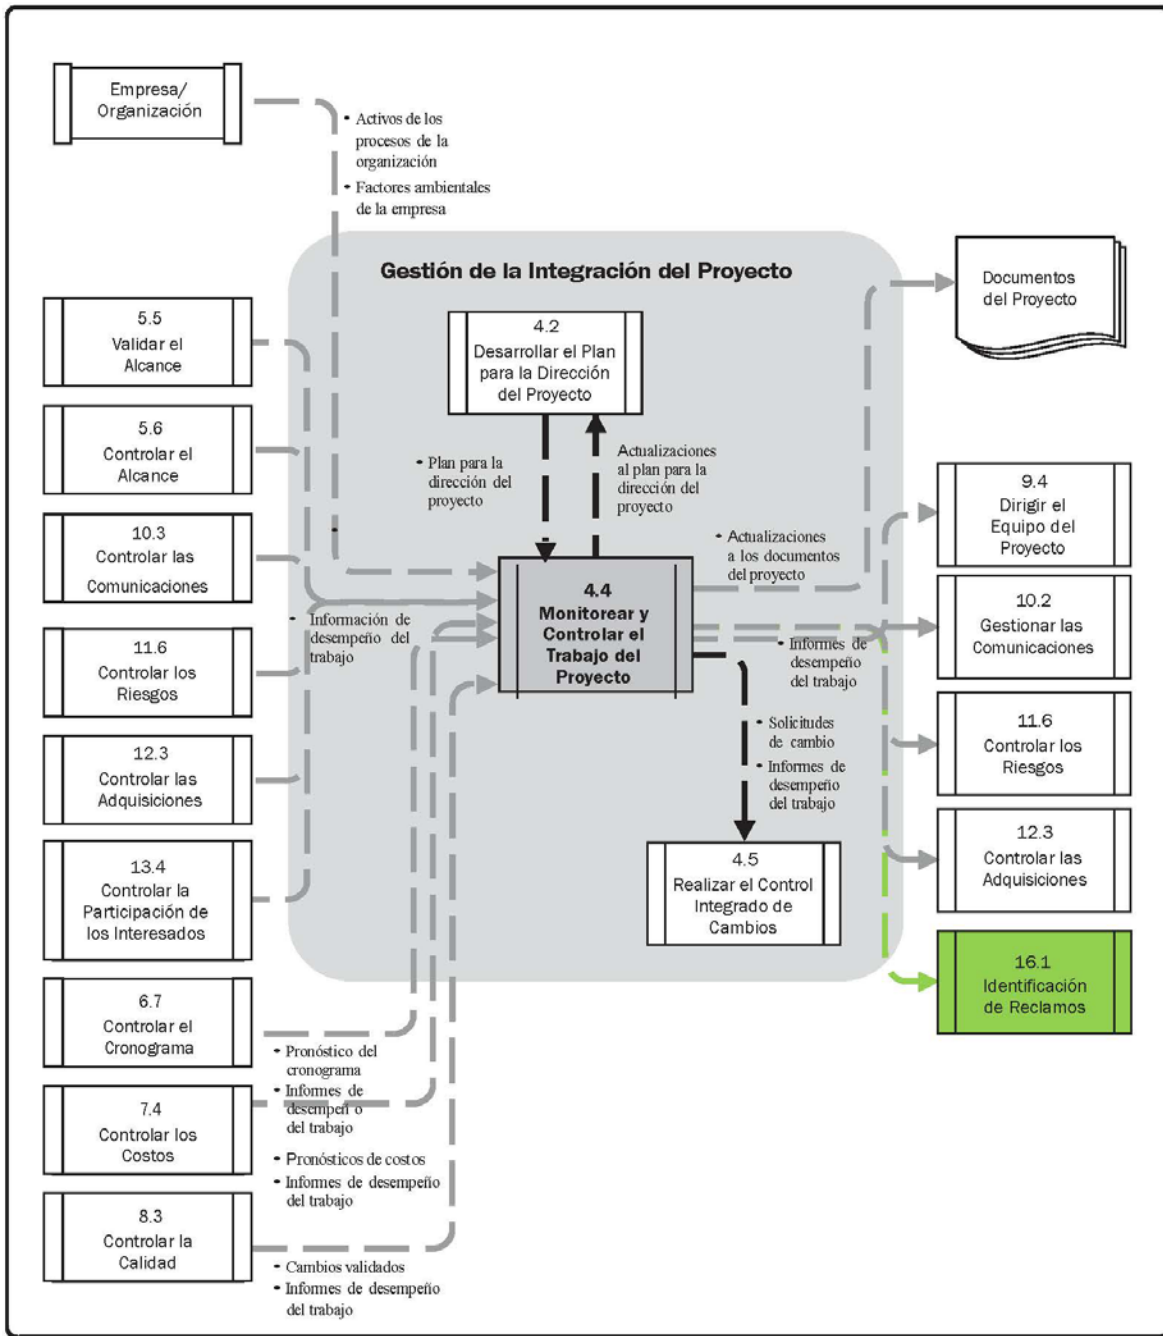 Empresa/
Organización
• Activos de los
procesos de la
organización
• Factores ambientales
de la empresa
Gestión de la Integración del Proyecto
Documentos
del Proyecto
5.5
Validar el
Alcance
4.2
Desarrollar el Plan
para la Dirección
del Proyecto
5.6
Controlar el
Alcance
• Plan para la
dirección del
proyecto
Actualizaciones
al plan para la
dirección del
proyecto
9.4
Dirigir el
Equipo del
Proyecto
10.3
Controlar las
Comunicaciones
•
• Actualizaciones
a los documentos
del proyecto
4.4
Monitorear y
Controlar el
Trabajo del
Proyecto
10.2
Gestionar las
Comunicaciones
• Información de
desempeño del
trabajo
• Informes de
desempeño
del trabajo
11.6
Controlar los
Riesgos
11.6
Controlar los
Riesgos
• Solicitudes
de cambio
• Informes de
desempeño
del trabajo
12.3
Controlar las
Adquisiciones
12.3
Controlar las
Adquisiciones
13.4
Controlar la
Participación de
los Interesados
4.5
Realizar el Control
Integrado de
Cambios
16.1
Identificación
de Reclamos
6.7
Controlar el
Cronograma
• Pronóstico del
cronograma
• Informes de
desempeñ o
del trabajo
7.4
Controlar los
Costos
• Pronósticos de costos
• Informes de desempeño
del trabajo
8.3
Controlar la
Calidad
• Cambios validados
• Informes de desempeño
del trabajo